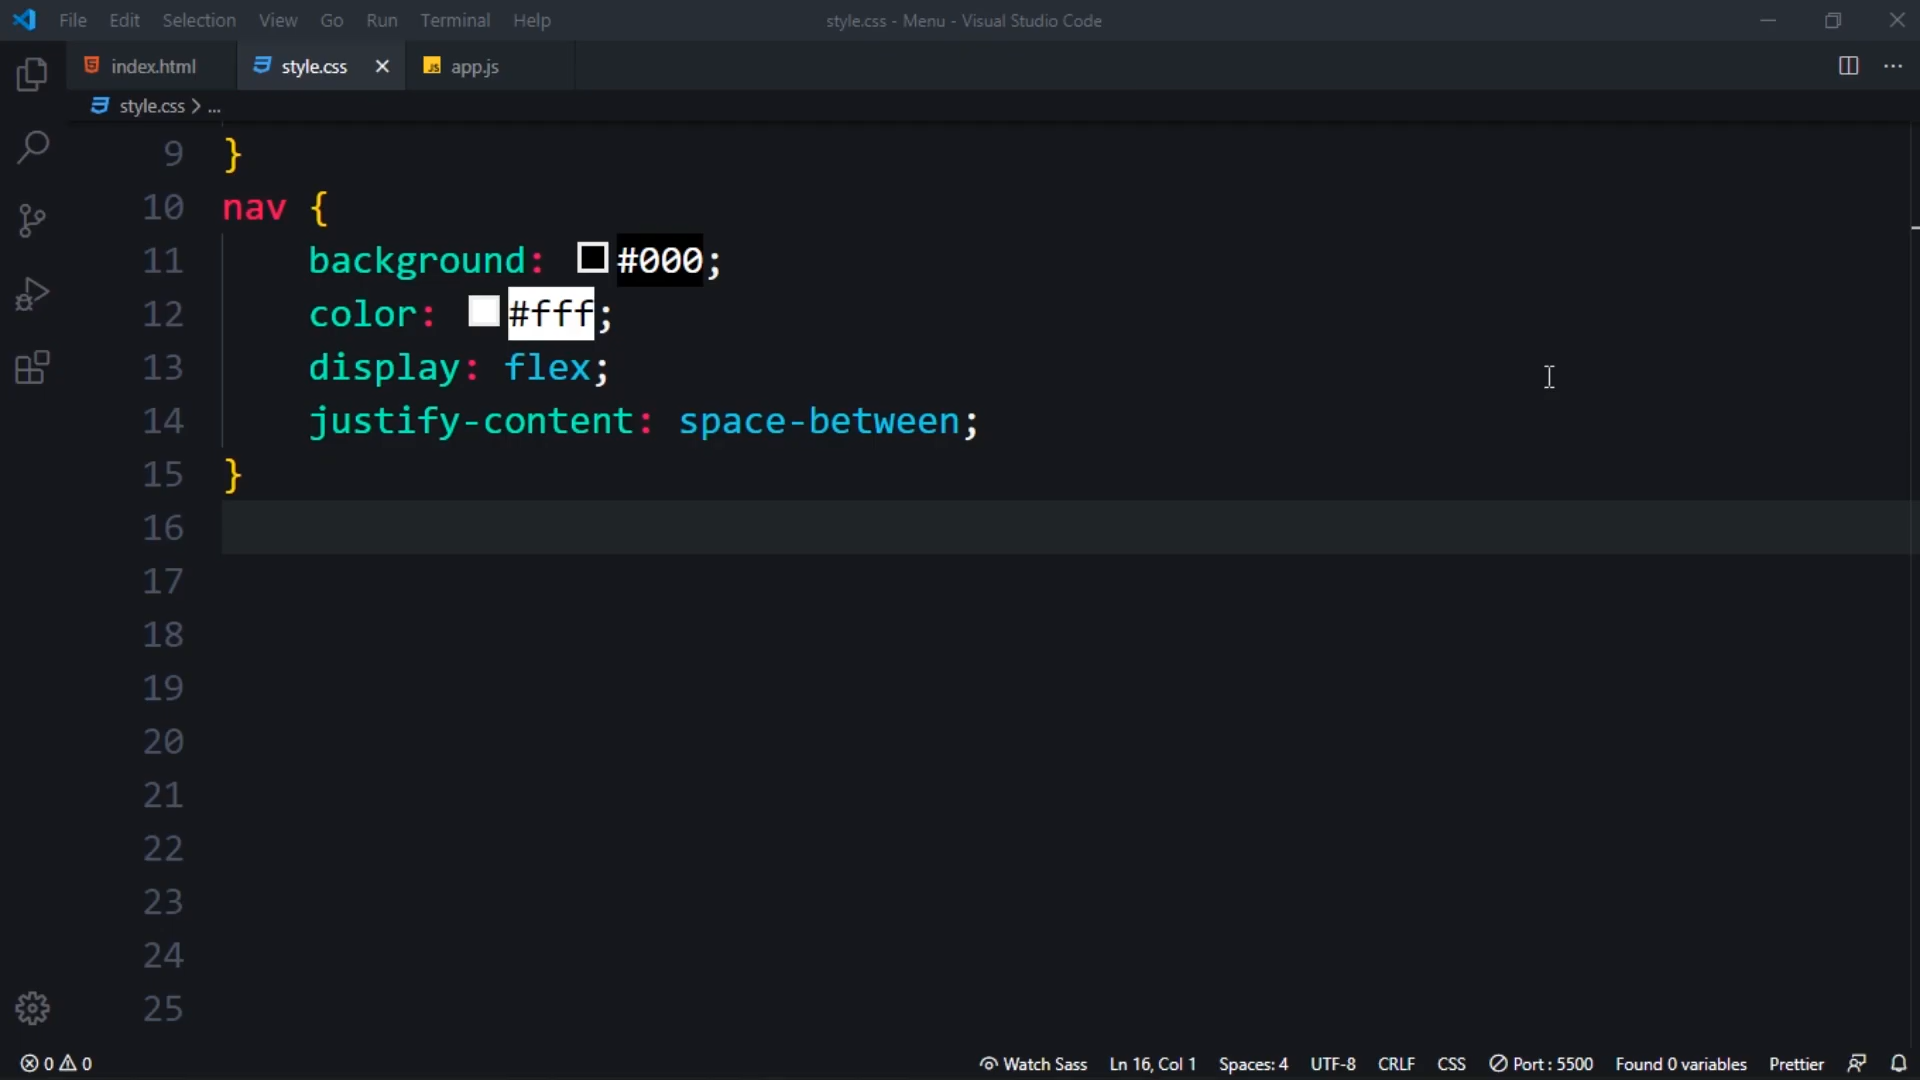 File Edit Selection View Go Run Terminal Help style.css - Menu - Visual Studio Code
index.html style.css app.js
style.css > ...
9 }
10 nav {
11 background: #000;
12 color: #fff;
13 display: flex;
14 justify-content: space-between;
15 }
16
17
18
19
20
21
22
23
24
25
0 0 Watch Sass Ln 16, Col 1 Spaces: 4 UTF-8 CRLF CSS Port : 5500 Found 0 variables Prettier